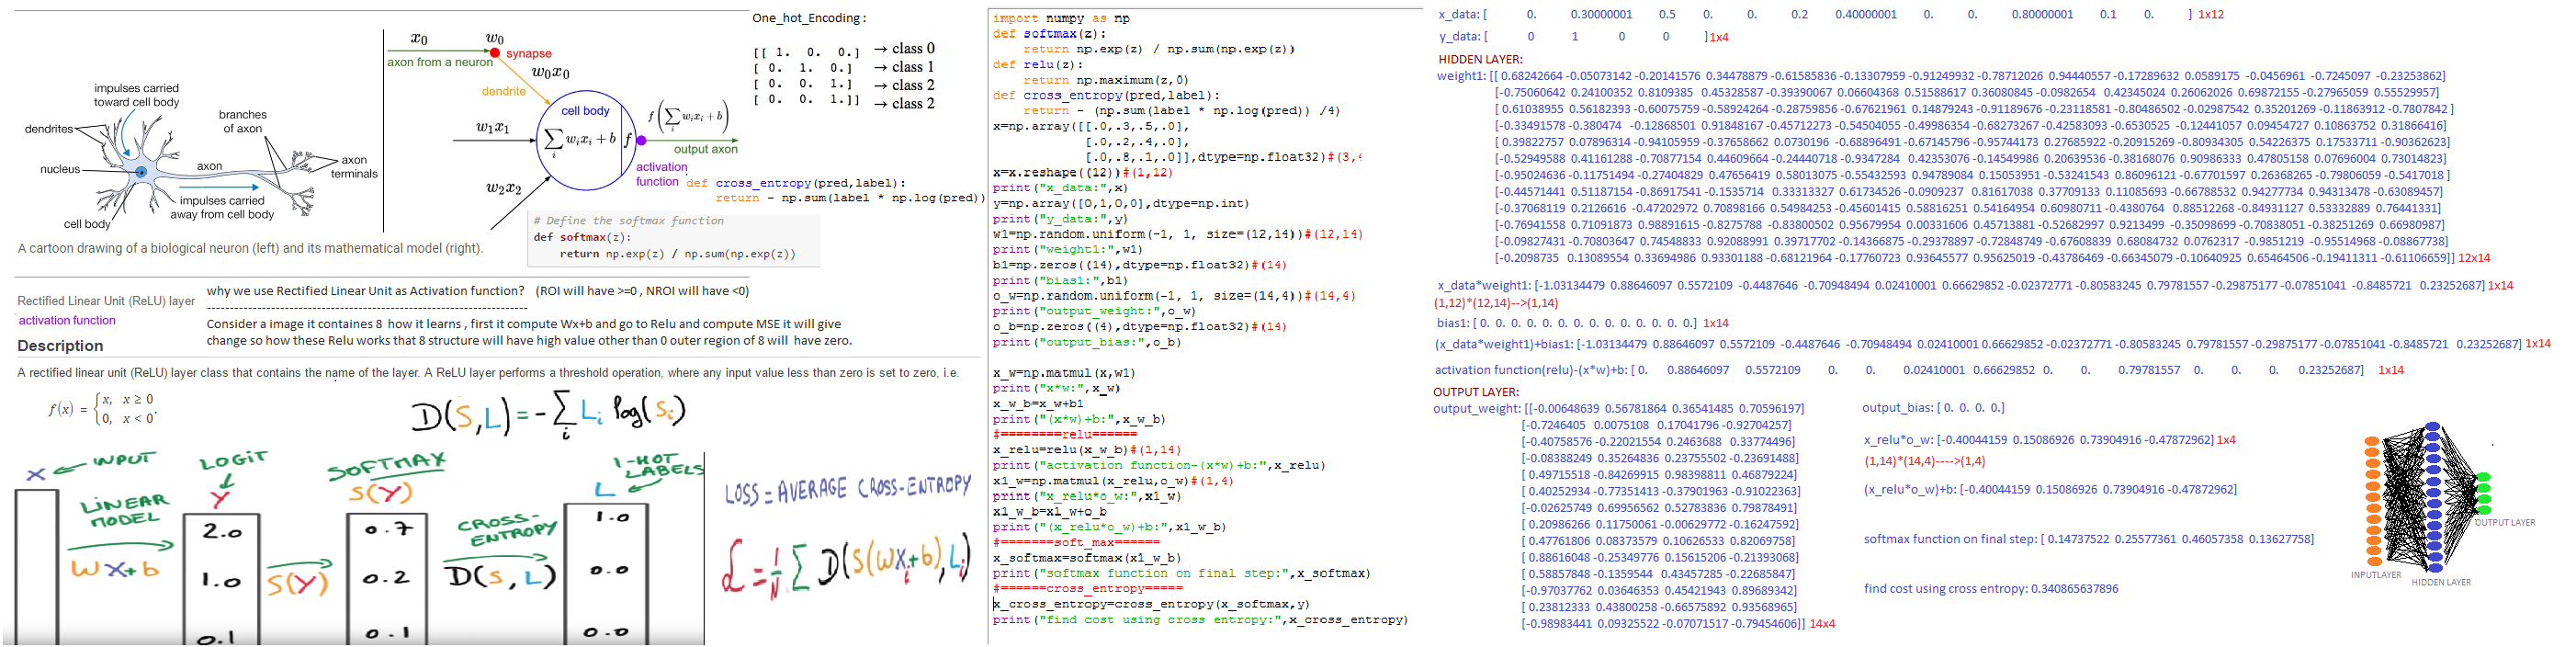 impulses carried
toward cell body
dendrites
nucleus
cell body
axon
branches
of axon
axon
terminals
impulses carried
away from cell body
A cartoon drawing of a biological neuron (left) and its mathematical model (right).
x0
w0
synapse
axon from a neuron
w0x0
dendrite
cell body
w1x1
∑ wixi + b
i
f
f(∑ wixi + b)
i
output axon
activation
function
w2x2
One_hot_Encoding :
[[ 1. 0. 0.] → class 0
[ 0. 1. 0.] → class 1
[ 0. 0. 1.] → class 2
[ 0. 0. 1.]] → class 2
def cross_entropy(pred,label):
return - np.sum(label * np.log(pred))
# Define the softmax function
def softmax(z):
return np.exp(z) / np.sum(np.exp(z))
Rectified Linear Unit (ReLU) layer
activation function
why we use Rectified Linear Unit as Activation function? (ROI will have >=0 , NROI will have <0)
Consider a image it containes 8 how it learns , first it compute Wx+b and go to Relu and compute MSE it will give
change so how these Relu works that 8 structure will have high value other than 0 outer region of 8 will have zero.
Description
A rectified linear unit (ReLU) layer class that contains the name of the layer. A ReLU layer performs a threshold operation, where any input value less than zero is set to zero, i.e.
f(x) = { x, x ≥ 0
0, x < 0 .
D(S,L) = - ∑ Li log(Si)
i
X ← INPUT
LINEAR
MODEL
WX+b
LOGIT
Y
2.0
1.0
0.1
S(Y)
SOFTMAX
S(Y)
0.7
0.2
0.1
CROSS-
ENTROPY
D(S,L)
1-HOT
LABELS
L
1.0
0.0
0.0
LOSS = AVERAGE CROSS-ENTROPY
L = 1/N ∑ D(S(WXi+b), Li)
i
import numpy as np
def softmax(z):
return np.exp(z) / np.sum(np.exp(z))
def relu(z):
return np.maximum(z,0)
def cross_entropy(pred,label):
return - (np.sum(label * np.log(pred)) /4)
x=np.array([[.0,.3,.5,.0],
[.0,.2,.4,.0],
[.0,.8,.1,.0]],dtype=np.float32)#(3,4
x=x.reshape((12))#(1,12)
print("x_data:",x)
y=np.array([0,1,0,0],dtype=np.int)
print("y_data:",y)
w1=np.random.uniform(-1, 1, size=(12,14))#(12,14)
print("weight1:",w1)
b1=np.zeros((14),dtype=np.float32)#(14)
print("bias1:",b1)
o_w=np.random.uniform(-1, 1, size=(14,4))#(14,4)
print("output_weight:",o_w)
o_b=np.zeros((4),dtype=np.float32)#(14)
print("output_bias:",o_b)
x_w=np.matmul(x,w1)
print("x*w:",x_w)
x_w_b=x_w+b1
print("(x*w)+b:",x_w_b)
#========relu======
x_relu=relu(x_w_b)#(1,14)
print("activation function-(x*w)+b:",x_relu)
x1_w=np.matmul(x_relu,o_w)#(1,4)
print("x_relu*o_w:",x1_w)
x1_w_b=x1_w+o_b
print("(x_relu*o_w)+b:",x1_w_b)
#=======soft_max======
x_softmax=softmax(x1_w_b)
print("softmax function on final step:",x_softmax)
#======cross_entropy=====
x_cross_entropy=cross_entropy(x_softmax,y)
print("find cost using cross entropy:",x_cross_entropy)
x_data: [ 0. 0.30000001 0.5 0. 0. 0.2 0.40000001 0. 0. 0.80000001 0.1 0. ] 1x12
y_data: [ 0 1 0 0 ]1x4
HIDDEN LAYER:
weight1: [[ 0.68242664 -0.05073142 -0.20141576 0.34478879 -0.61585836 -0.13307959 -0.91249932 -0.78712026 0.94440557 -0.17289632 0.0589175 -0.0456961 -0.7245097 -0.23253862]
[-0.75060642 0.24100352 0.8109385 0.45328587 -0.39390067 0.06604368 0.51588617 0.36080845 -0.0982654 0.42345024 0.26062026 0.69872155 -0.27965059 0.55529957]
[ 0.61038955 0.56182393 -0.60075759 -0.58924264 -0.28759856 -0.67621961 0.14879243 -0.91189676 -0.23118581 -0.80486502 -0.02987542 0.35201269 -0.11863912 -0.7807842 ]
[-0.33491578 -0.380474 -0.12868501 0.91848167 -0.45712273 -0.54504055 -0.49986354 -0.68273267 -0.42583093 -0.6530525 -0.12441057 0.09454727 0.10863752 0.31866416]
[ 0.39822757 0.07896314 -0.94105959 -0.37658662 0.0730196 -0.68896491 -0.67145796 -0.95744173 0.27685922 -0.20915269 -0.80934305 0.54226375 0.17533711 -0.90362623]
[-0.52949588 0.41161288 -0.70877154 0.44609664 -0.24440718 -0.9347284 0.42353076 -0.14549986 0.20639536 -0.38168076 0.90986333 0.47805158 0.07696004 0.73014823]
[-0.95024636 -0.11751494 -0.27404829 0.47656419 0.58013075 -0.55432593 0.94789084 0.15053951 -0.53241543 0.86096121 -0.67701597 0.26368265 -0.79806059 -0.5417018 ]
[-0.44571441 0.51187154 -0.86917541 -0.1535714 0.33313327 0.61734526 -0.0909237 0.81617038 0.37709133 0.11085693 -0.66788532 0.94277734 0.94313478 -0.63089457]
[-0.37068119 0.2126616 -0.47202972 0.70898166 0.54984253 -0.45601415 0.58816251 0.54164954 0.60980711 -0.4380764 0.88512268 -0.84931127 0.53332889 0.76441331]
[-0.76941558 0.71091873 0.98891615 -0.8275788 -0.83800502 0.95679954 0.00331606 0.45713881 -0.52682997 0.9213499 -0.35098699 -0.70838051 -0.38251269 0.66980987]
[-0.09827431 -0.70803647 0.74548833 0.92088991 0.39717702 -0.14366875 -0.29378897 -0.72848749 -0.67608839 0.68084732 0.0762317 -0.9851219 -0.95514968 -0.08867738]
[-0.2098735 0.13089554 0.33694986 0.93301188 -0.68121964 -0.17760723 0.93645577 0.95625019 -0.43786469 -0.66345079 -0.10640925 0.65464506 -0.19411311 -0.61106659]] 12x14
x_data*weight1: [-1.03134479 0.88646097 0.5572109 -0.4487646 -0.70948494 0.02410001 0.66629852 -0.02372771 -0.80583245 0.79781557 -0.29875177 -0.07851041 -0.8485721 0.23252687] 1x14
(1,12)*(12,14)-->(1,14)
bias1: [ 0. 0. 0. 0. 0. 0. 0. 0. 0. 0. 0. 0. 0. 0.] 1x14
(x_data*weight1)+bias1: [-1.03134479 0.88646097 0.5572109 -0.4487646 -0.70948494 0.02410001 0.66629852 -0.02372771 -0.80583245 0.79781557 -0.29875177 -0.07851041 -0.8485721 0.23252687] 1x14
activation function(relu)-(x*w)+b: [ 0. 0.88646097 0.5572109 0. 0. 0.02410001 0.66629852 0. 0. 0.79781557 0. 0. 0. 0.23252687] 1x14
OUTPUT LAYER:
output_weight: [[-0.00648639 0.56781864 0.36541485 0.70596197]
[-0.7246405 0.0075108 0.17041796 -0.92704257]
[-0.40758576 -0.22021554 0.2463688 0.33774496]
[-0.08388249 0.35264836 0.23755502 -0.23691488]
[ 0.49715518 -0.84269915 0.98398811 0.46879224]
[ 0.40252934 -0.77351413 -0.37901963 -0.91022363]
[-0.02625749 0.69956562 0.52783836 0.79878491]
[ 0.20986266 0.11750061 -0.00629772 -0.16247592]
[ 0.47761806 0.08373579 0.10626533 0.82069758]
[ 0.88616048 -0.25349776 0.15615206 -0.21393068]
[ 0.58857848 -0.1359544 0.43457285 -0.22685847]
[-0.97037762 0.03646353 0.45421943 0.89689342]
[ 0.23812333 0.43800258 -0.66575892 0.93568965]
[-0.98983441 0.09325522 -0.07071517 -0.79454606]] 14x4
output_bias: [ 0. 0. 0. 0.]
x_relu*o_w: [-0.40044159 0.15086926 0.73904916 -0.47872962] 1x4
(1,14)*(14,4)---->(1,4)
(x_relu*o_w)+b: [-0.40044159 0.15086926 0.73904916 -0.47872962]
softmax function on final step: [ 0.14737522 0.25577361 0.46057358 0.13627758]
find cost using cross entropy: 0.340865637896
INPUTLAYER
HIDDEN LAYER
OUTPUT LAYER